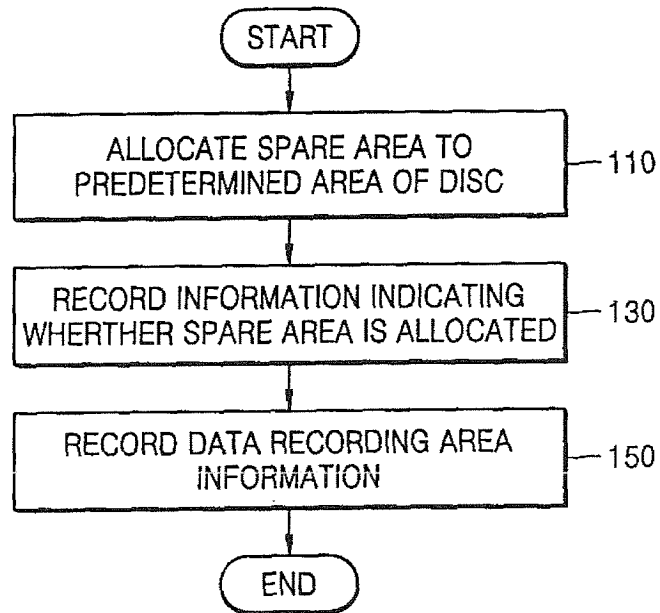 START
ALLOCATE SPARE AREA TO
PREDETERMINED AREA OF DISC
110
RECORD INFORMATION INDICATING
WHERTHER SPARE AREA IS ALLOCATED
130
RECORD DATA RECORDING AREA
INFORMATION
150
END